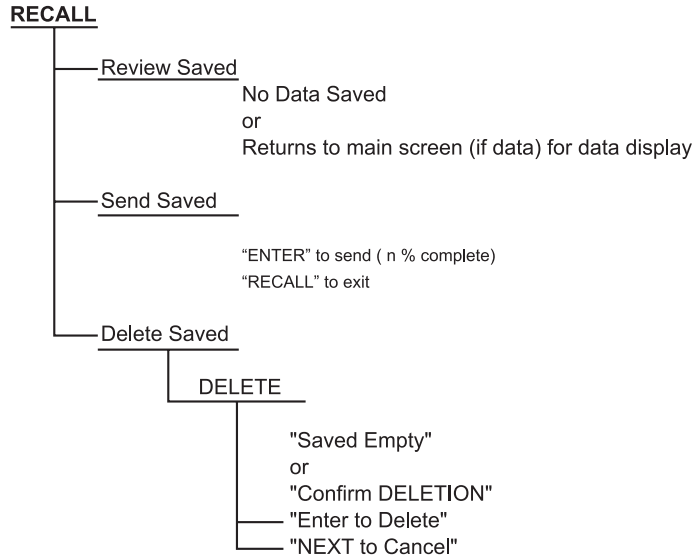 RECALL
Review Saved
No Data Saved
or
Returns to main screen (if data) for data display
Send Saved
“ENTER” to send ( n % complete)
“RECALL” to exit
Delete Saved
DELETE
"Saved Empty"
or
"Confirm DELETION"
"Enter to Delete"
"NEXT to Cancel"